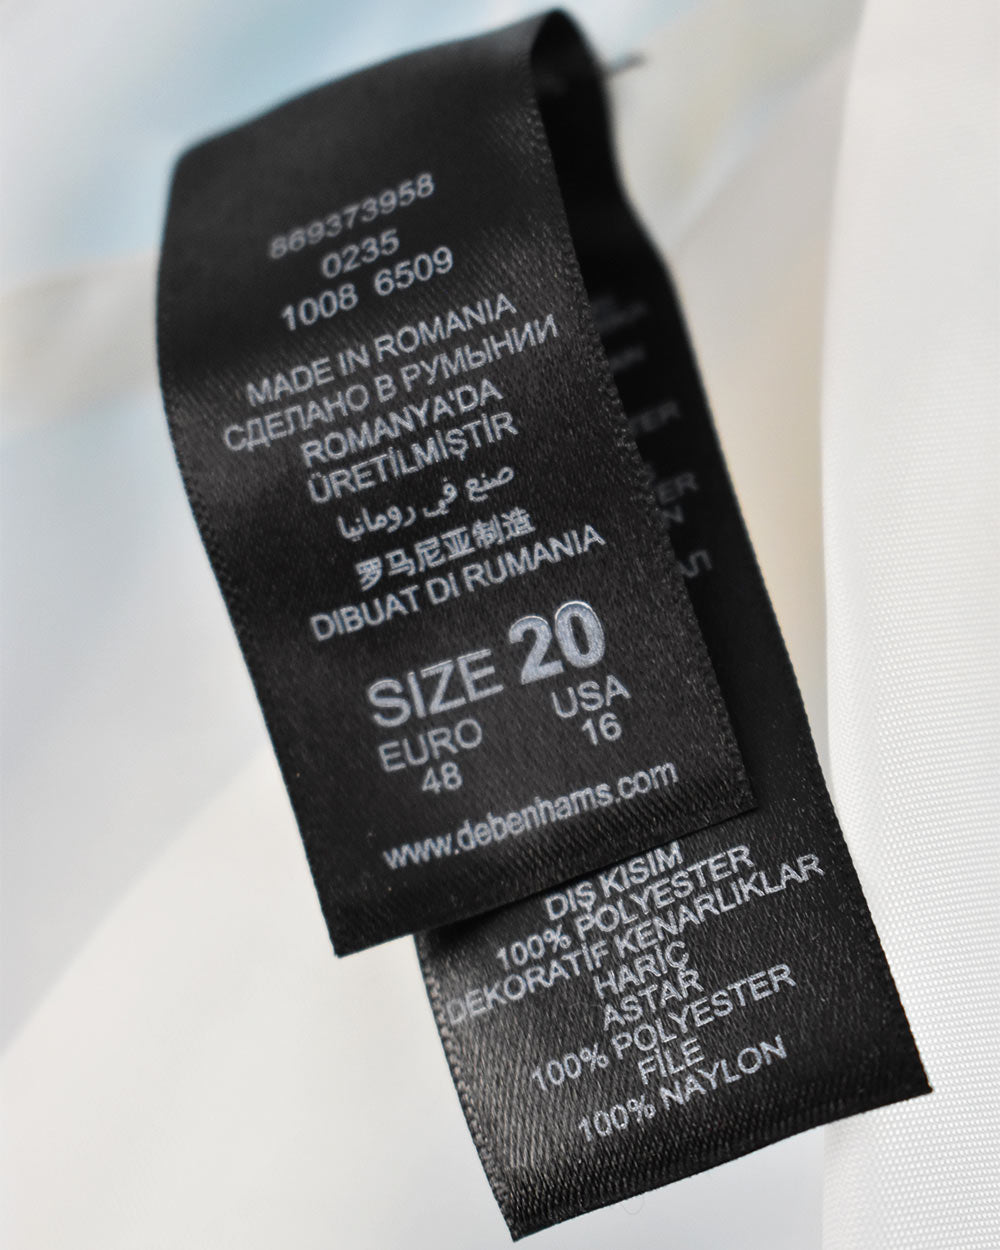 869373958
0235
1008 6509
MADE IN ROMANIA
СДЕЛАНО В РУМЫНИИ
ROMANYA'DA
ÜRETİLMİŞTİR
صنع في رومانيا
罗马尼亚制造
DIBUAT DI RUMANIA
SIZE 20
EURO USA
48 16
www.debenhams.com
DIŞ KISIM
100% POLYESTER
DEKORATİF KENARLIKLAR
HARİÇ
ASTAR
100% POLYESTER
FİLE
100% NAYLON